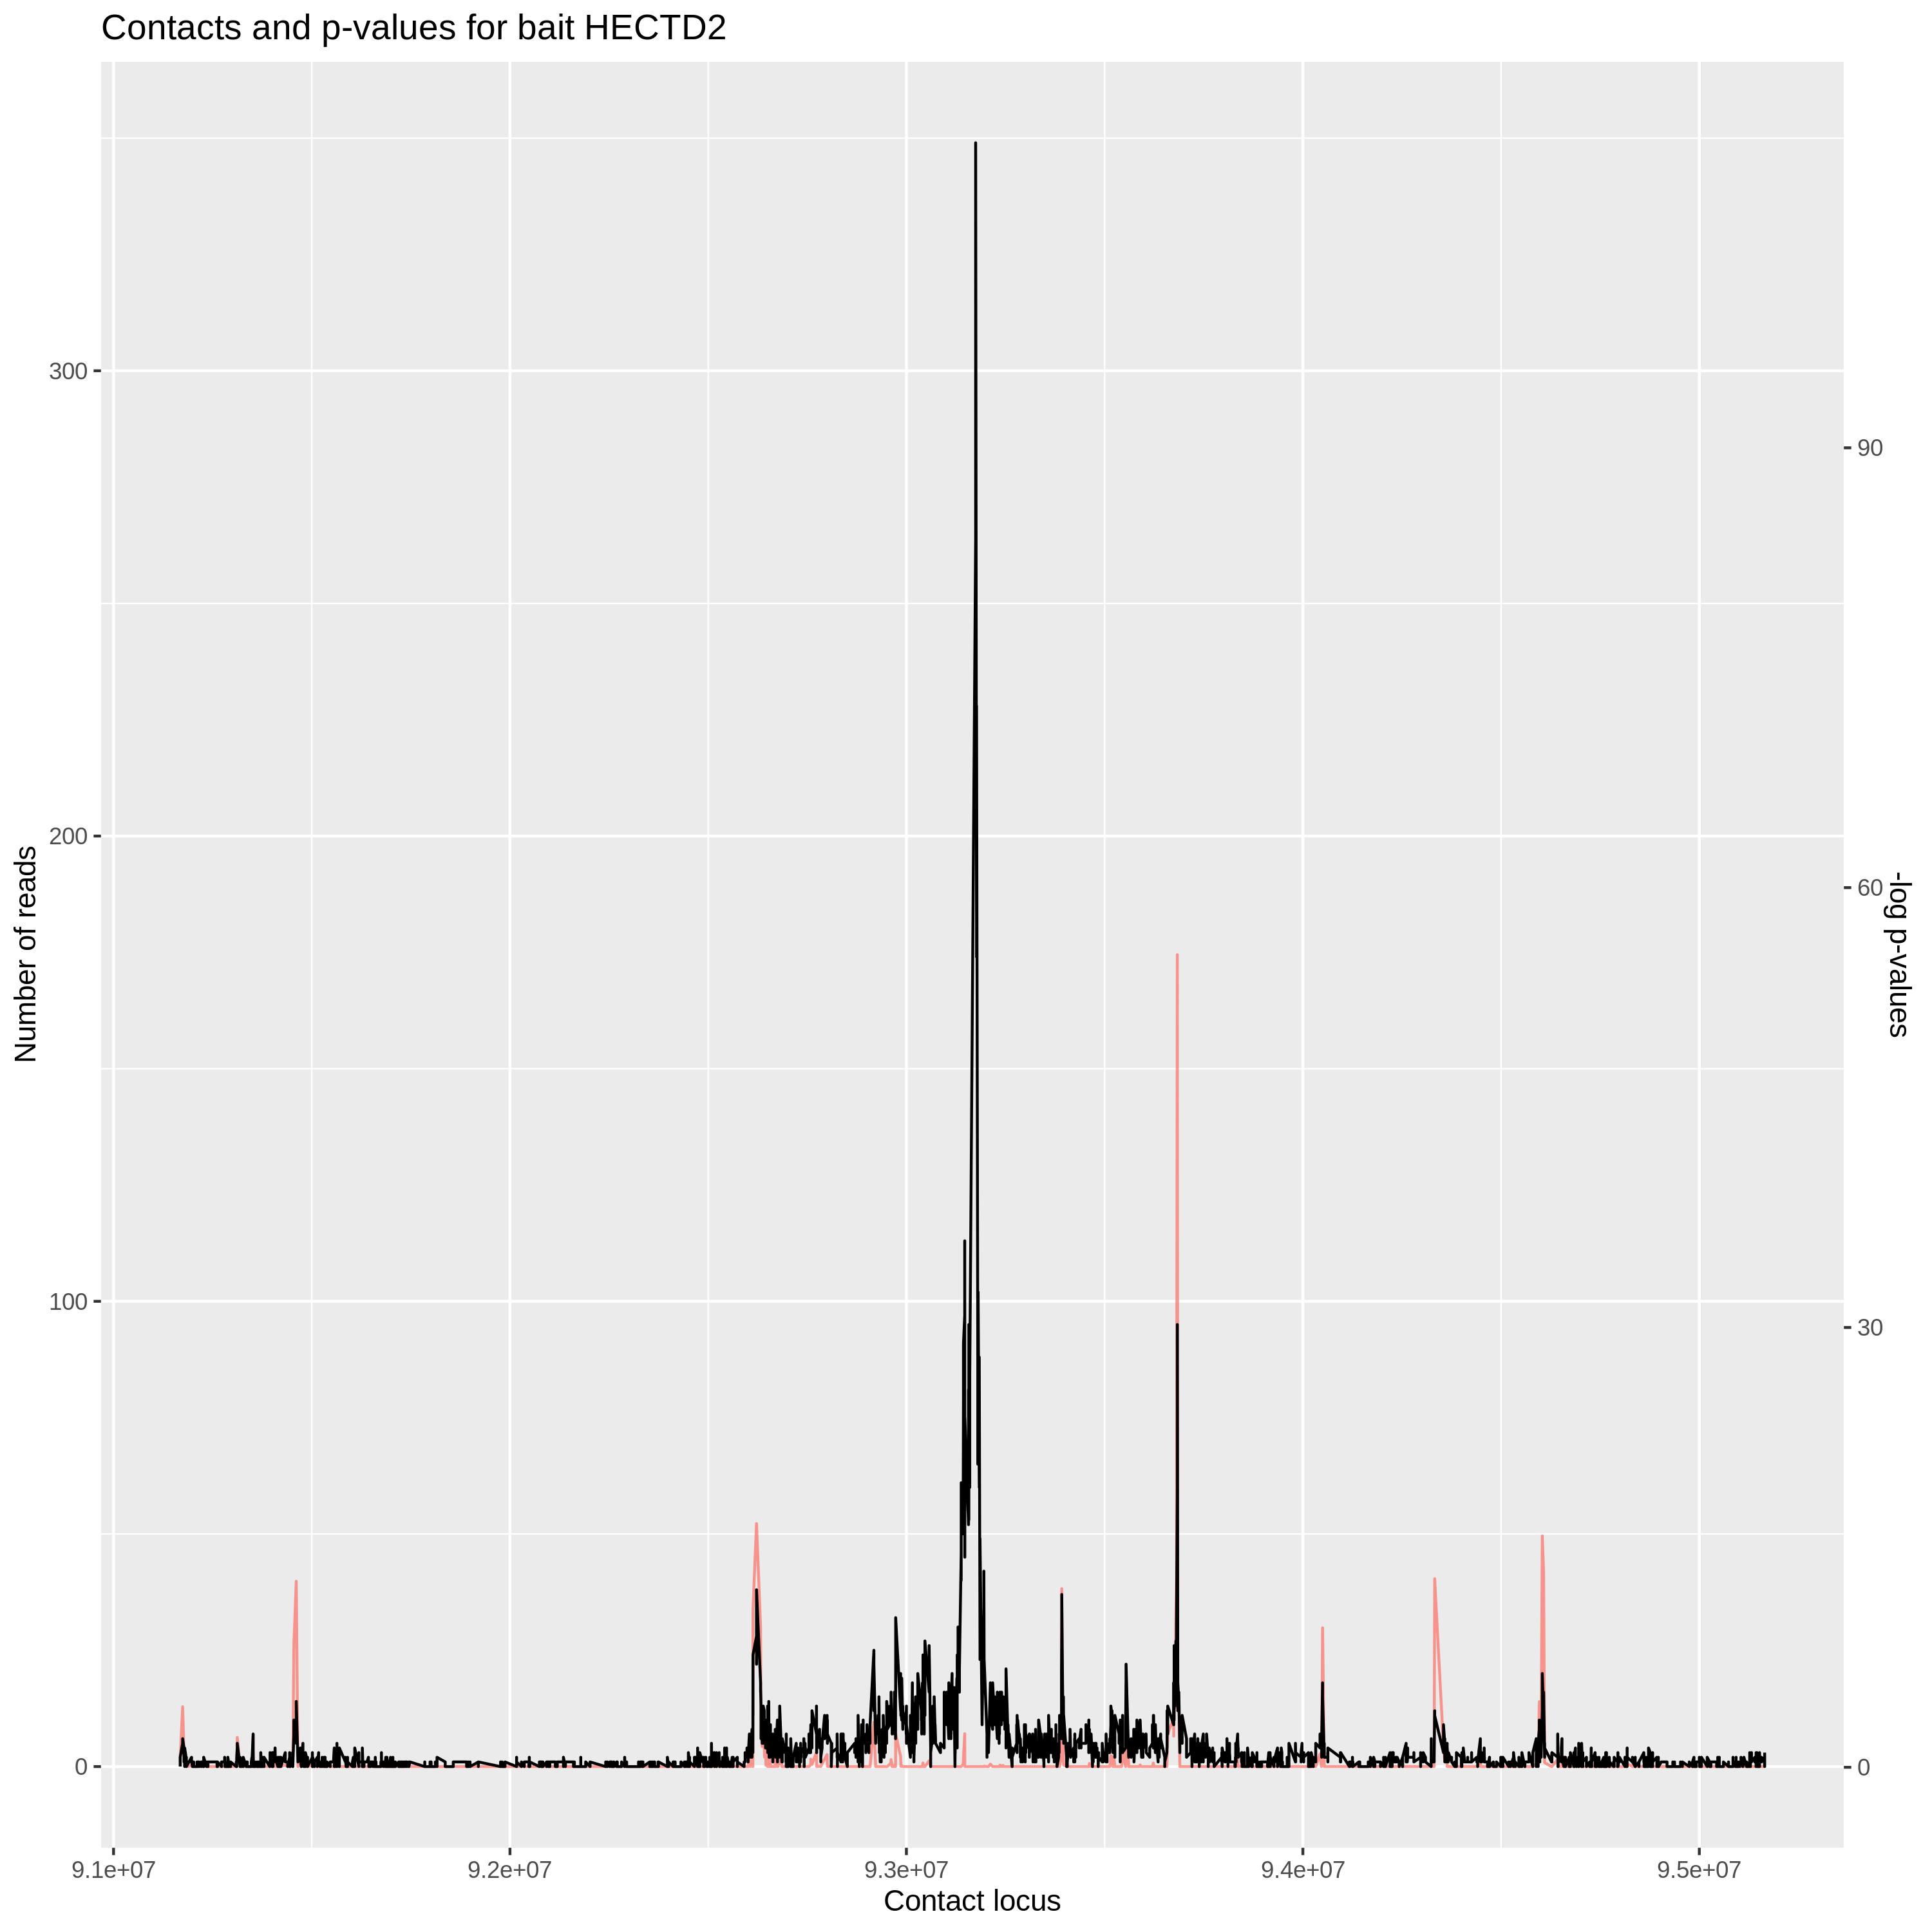 Contacts and p-values for bait HECTD2
300
200
100
0
Number of reads
90
60
30
0
-log p-values
9.1e+07 9.2e+07 9.3e+07 9.4e+07 9.5e+07
Contact locus